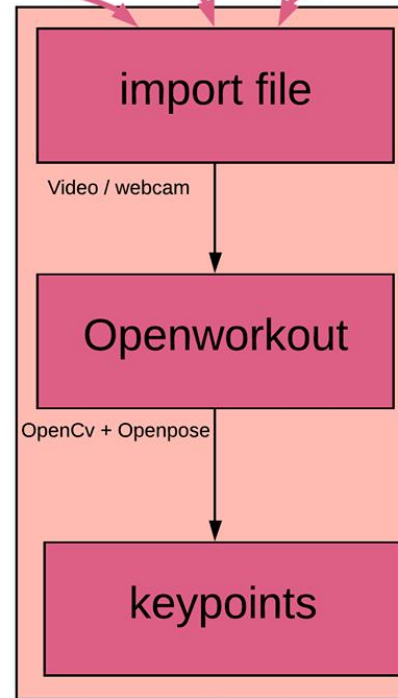 import file
Video / webcam
Openworkout
OpenCv + Openpose
keypoints